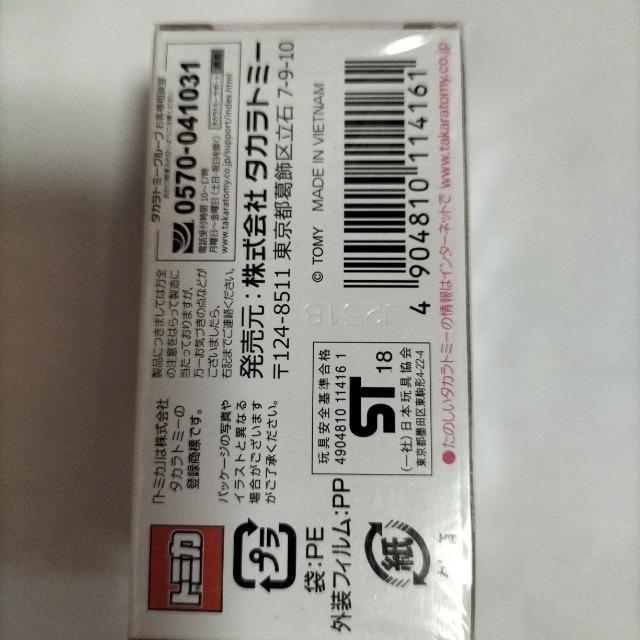 トミカ
「トミカ」は株式会社
タカラトミーの
登録商標です。
パッケージの写真や
イラストと異なる
場合がございます
がご了承ください。
製品につきましては万全
の注意をはらって製造に
当たっておりますが、
万一お気づきの点などが
ございましたら、
右記までご連絡ください。
タカラトミーグループ お客様相談室
0570-041031
電話受付時間 10~17時
月曜日~金曜日 (土・日・祝日を除く)
www.takaratomy.co.jp/support/index.html
発売元:株式会社 タカラトミー
〒124-8511 東京都葛飾区立石 7-9-10
© TOMY MADE IN VIETNAM
4 904810 114161
プラ
袋:PE
外装フィルム:PP
紙
玩具安全基準合格
4904810 11416 1
ST 18
(一社)日本玩具協会
東京都墨田区東駒形4-22-4
●たのしいタカラトミーの情報はインターネットで www.takaratomy.co.jp